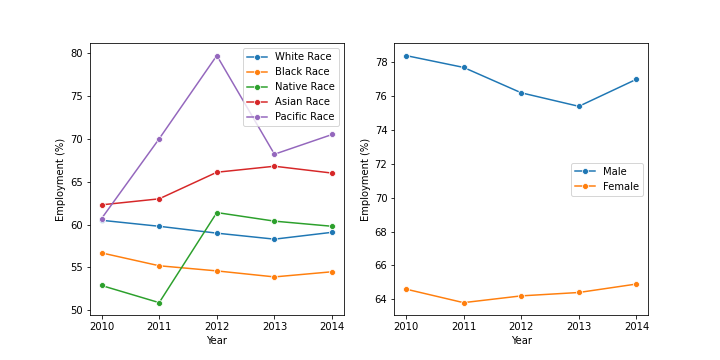 80
75
70
65
60
55
50
Employment (%)
2010 2011 2012 2013 2014
Year
White Race
Black Race
Native Race
Asian Race
Pacific Race
78
76
74
72
70
68
66
64
Employment (%)
2010 2011 2012 2013 2014
Year
Male
Female